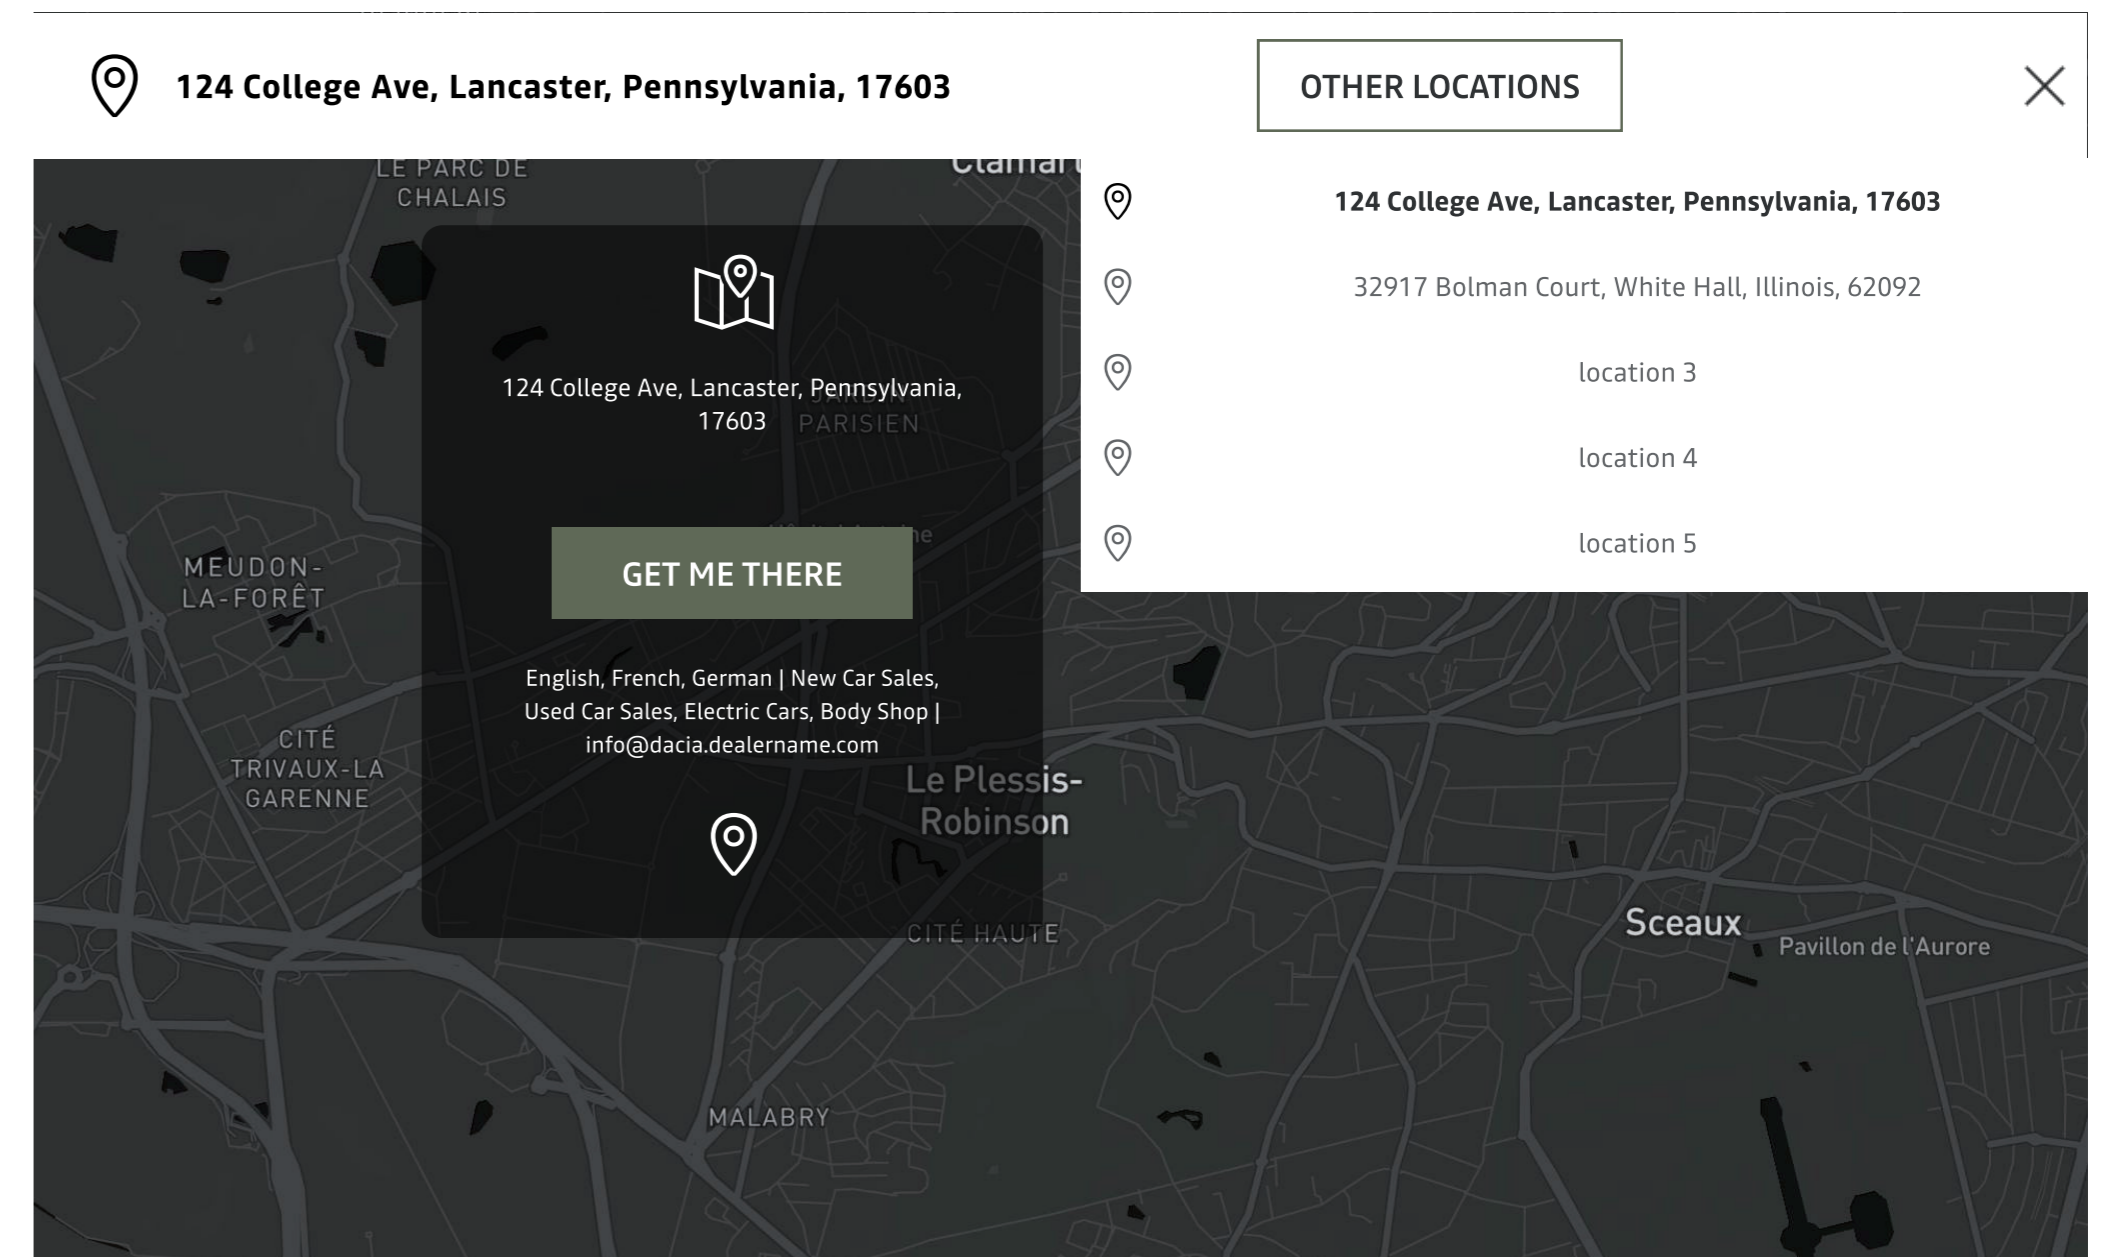 124 College Ave, Lancaster, Pennsylvania, 17603
OTHER LOCATIONS
124 College Ave, Lancaster, Pennsylvania, 17603
32917 Bolman Court, White Hall, Illinois, 62092
location 3
location 4
location 5
LE PARC DE
CHALAIS
Clamart
124 College Ave, Lancaster, Pennsylvania,
17603
JARDIN
PARISIEN
GET ME THERE
MEUDON-
LA-FORÊT
English, French, German | New Car Sales,
Used Car Sales, Electric Cars, Body Shop |
info@dacia.dealername.com
CITÉ
TRIVAUX-LA
GARENNE
Le Plessis-
Robinson
CITÉ HAUTE
Sceaux
Pavillon de l'Aurore
MALABRY